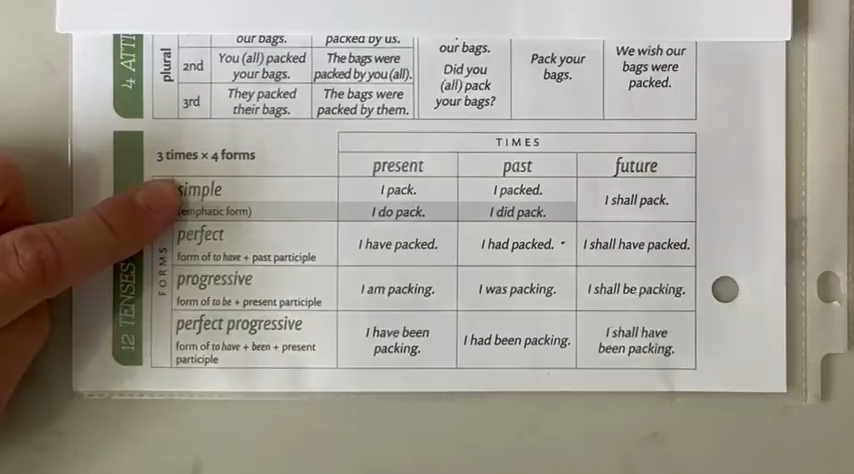 4 ATT
plural
our bags.
packed by us.
2nd
You (all) packed
your bags.
The bags were
packed by you (all).
3rd
They packed
their bags.
The bags were
packed by them.
our bags.
Did you
(all) pack
your bags?
Pack your
bags.
We wish our
bags were
packed.
12 TENSES
3 times × 4 forms
TIMES
present
past
future
FORMS
simple
(emphatic form)
I pack.
I packed.
I shall pack.
I do pack.
I did pack.
perfect
form of to have + past participle
I have packed.
I had packed.
I shall have packed.
progressive
form of to be + present participle
I am packing.
I was packing.
I shall be packing.
perfect progressive
form of to have + been + present
participle
I have been
packing.
I had been packing.
I shall have
been packing.